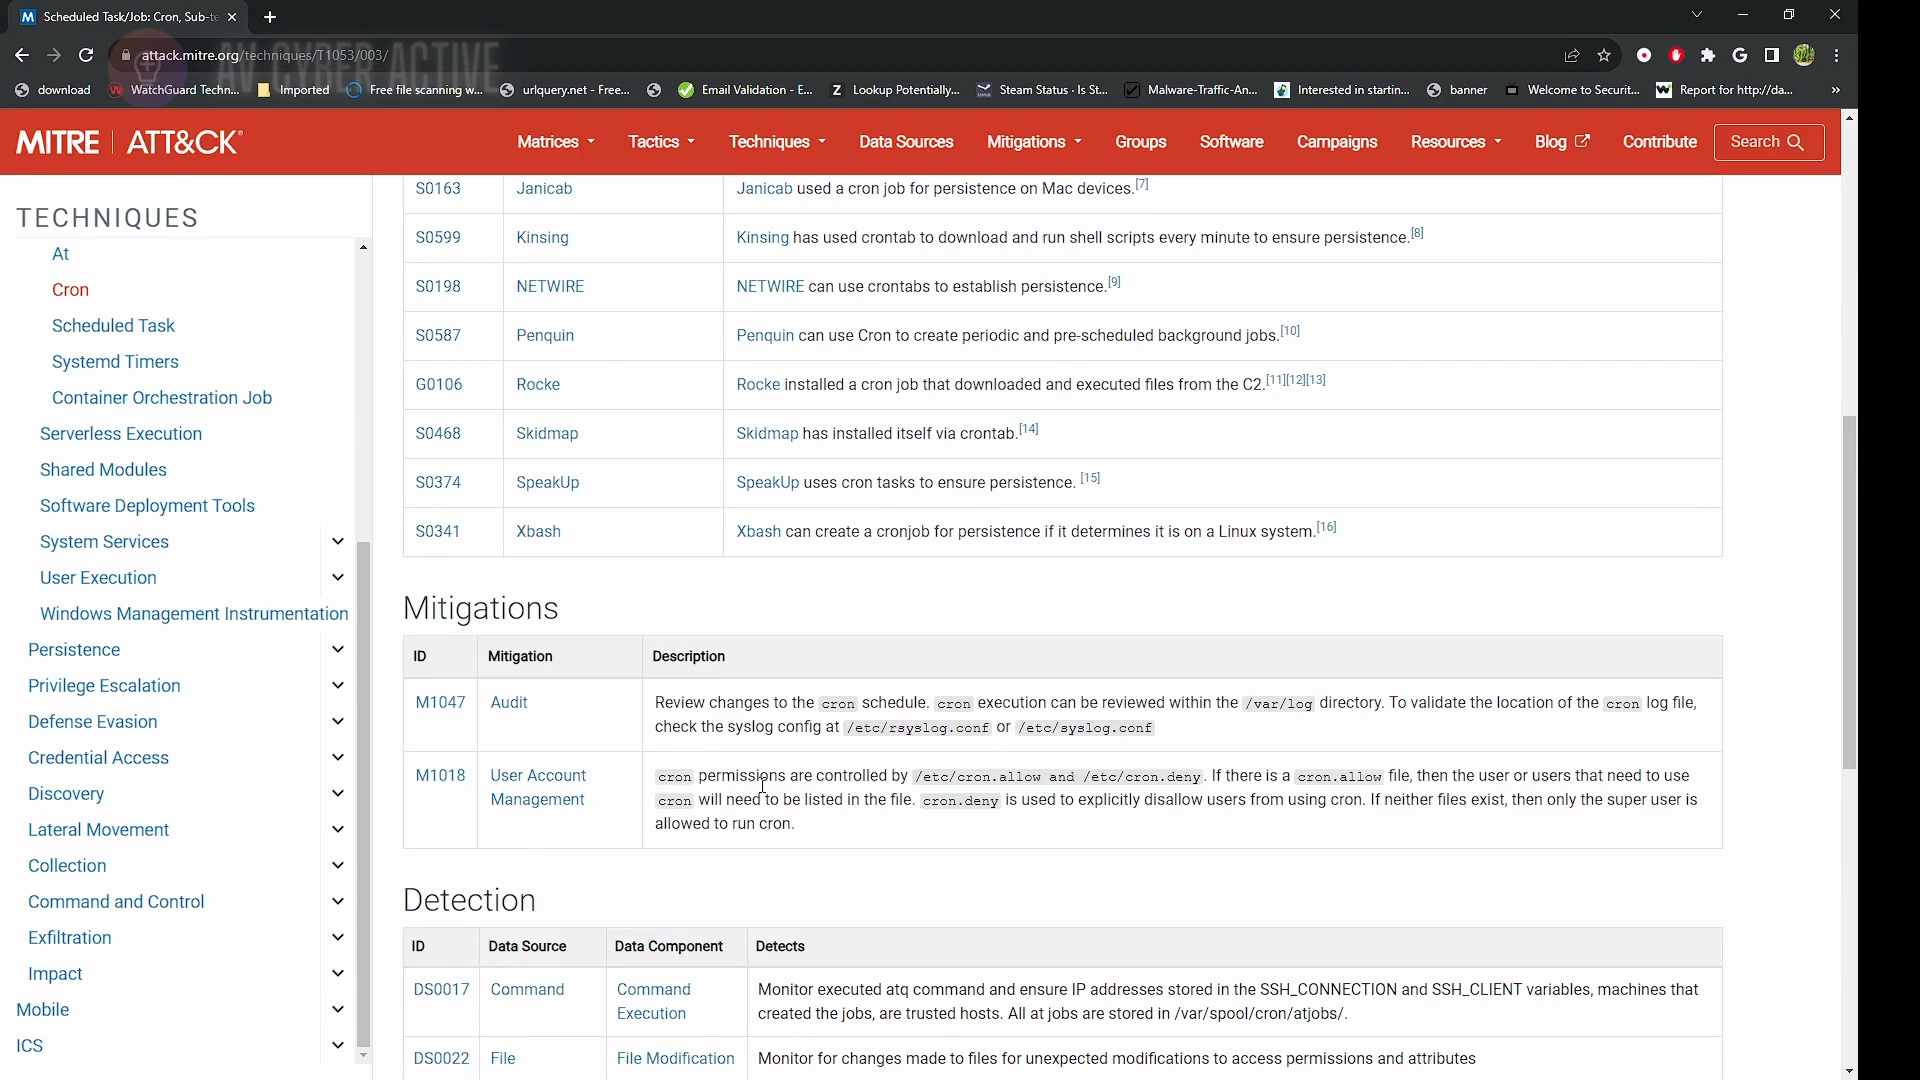 Scheduled Task/Job: Cron, Sub-te
attack.mitre.org/techniques/T1053/003/
AV CYBER ACTIVE
download
WatchGuard Techn...
Imported
Free file scanning w...
urlquery.net - Free...
Email Validation - E...
Lookup Potentially...
Steam Status · Is St...
Malware-Traffic-An...
Interested in startin...
banner
Welcome to Securit...
Report for http://da...
»
MITRE | ATT&CK®
Matrices
Tactics
Techniques
Data Sources
Mitigations
Groups
Software
Campaigns
Resources
Blog
Contribute
Search
TECHNIQUES
At
Cron
Scheduled Task
Systemd Timers
Container Orchestration Job
Serverless Execution
Shared Modules
Software Deployment Tools
System Services
User Execution
Windows Management Instrumentation
Persistence
Privilege Escalation
Defense Evasion
Credential Access
Discovery
Lateral Movement
Collection
Command and Control
Exfiltration
Impact
Mobile
ICS
S0163 Janicab Janicab used a cron job for persistence on Mac devices.[7]
S0599 Kinsing Kinsing has used crontab to download and run shell scripts every minute to ensure persistence.[8]
S0198 NETWIRE NETWIRE can use crontabs to establish persistence.[9]
S0587 Penquin Penquin can use Cron to create periodic and pre-scheduled background jobs.[10]
G0106 Rocke Rocke installed a cron job that downloaded and executed files from the C2.[11][12][13]
S0468 Skidmap Skidmap has installed itself via crontab.[14]
S0374 SpeakUp SpeakUp uses cron tasks to ensure persistence. [15]
S0341 Xbash Xbash can create a cronjob for persistence if it determines it is on a Linux system.[16]
Mitigations
ID Mitigation Description
M1047 Audit Review changes to the cron schedule. cron execution can be reviewed within the /var/log directory. To validate the location of the cron log file,
check the syslog config at /etc/rsyslog.conf or /etc/syslog.conf
M1018 User Account cron permissions are controlled by /etc/cron.allow and /etc/cron.deny. If there is a cron.allow file, then the user or users that need to use
Management cron will need to be listed in the file. cron.deny is used to explicitly disallow users from using cron. If neither files exist, then only the super user is
allowed to run cron.
Detection
ID Data Source Data Component Detects
DS0017 Command Command Monitor executed atq command and ensure IP addresses stored in the SSH_CONNECTION and SSH_CLIENT variables, machines that
Execution created the jobs, are trusted hosts. All at jobs are stored in /var/spool/cron/atjobs/.
DS0022 File File Modification Monitor for changes made to files for unexpected modifications to access permissions and attributes